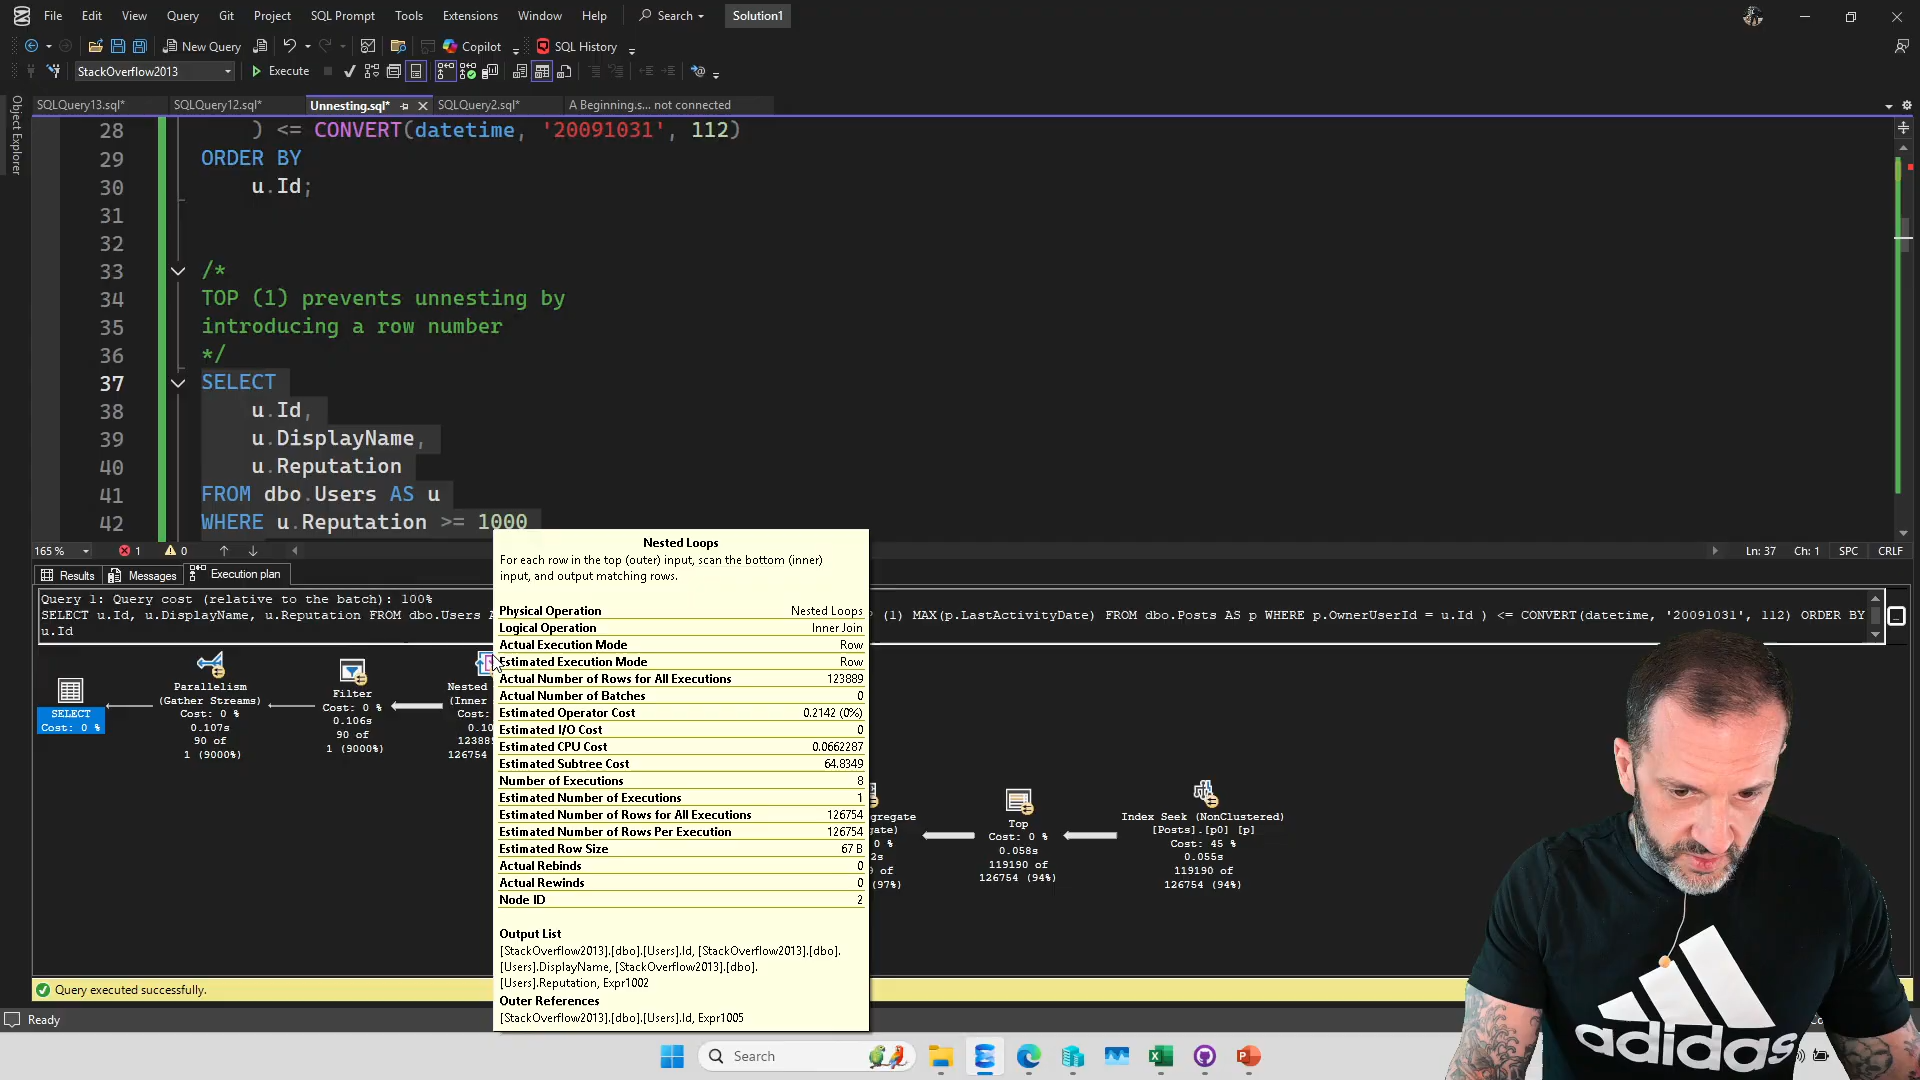 File Edit View Query Git Project SQL Prompt Tools Extensions Window Help Search Solution1
New Query Copilot SQL History
StackOverflow2013 Execute
SQLQuery13.sql* SQLQuery12.sql* Unnesting.sql* SQLQuery2.sql* A Beginning.s... not connected
Object Explorer
28 ) <= CONVERT(datetime, '20091031', 112)
29 ORDER BY
30 u.Id;
31
32
33 /*
34 TOP (1) prevents unnesting by
35 introducing a row number
36 */
37 SELECT
38 u.Id,
39 u.DisplayName,
40 u.Reputation
41 FROM dbo.Users AS u
42 WHERE u.Reputation >= 1000
165 % 1 0 Ln: 37 Ch: 1 SPC CRLF
Results Messages Execution plan
Query 1: Query cost (relative to the batch): 100%
SELECT u.Id, u.DisplayName, u.Reputation FROM dbo.Users (1) MAX(p.LastActivityDate) FROM dbo.Posts AS p WHERE p.OwnerUserId = u.Id ) <= CONVERT(datetime, '20091031', 112) ORDER BY
u.Id
SELECT
Cost: 0 %
Parallelism
(Gather Streams)
Cost: 0 %
0.107s
90 of
1 (9000%)
Filter
Cost: 0 %
0.106s
90 of
1 (9000%)
Nested
(Inner
Cost:
126754
Nested Loops
For each row in the top (outer) input, scan the bottom (inner)
input, and output matching rows.
Physical Operation Nested Loops
Logical Operation Inner Join
Actual Execution Mode Row
Estimated Execution Mode Row
Actual Number of Rows for All Executions 123889
Actual Number of Batches 0
Estimated Operator Cost 0.2142 (0%)
Estimated I/O Cost 0
Estimated CPU Cost 0.0662287
Estimated Subtree Cost 64.8349
Number of Executions 8
Estimated Number of Executions 1
Estimated Number of Rows for All Executions 126754
Estimated Number of Rows Per Execution 126754
Estimated Row Size 67 B
Actual Rebinds 0
Actual Rewinds 0
Node ID 2
Output List
[StackOverflow2013].[dbo].[Users].Id, [StackOverflow2013].[dbo].
[Users].DisplayName, [StackOverflow2013].[dbo].
[Users].Reputation, Expr1002
Outer References
[StackOverflow2013].[dbo].[Users].Id, Expr1005
gregate
gate)
0 %
2s
of
(97%)
Top
Cost: 0 %
0.058s
119190 of
126754 (94%)
Index Seek (NonClustered)
[Posts].[p0] [p]
Cost: 45 %
0.055s
119190 of
126754 (94%)
Query executed successfully.
Ready
Search
adidas